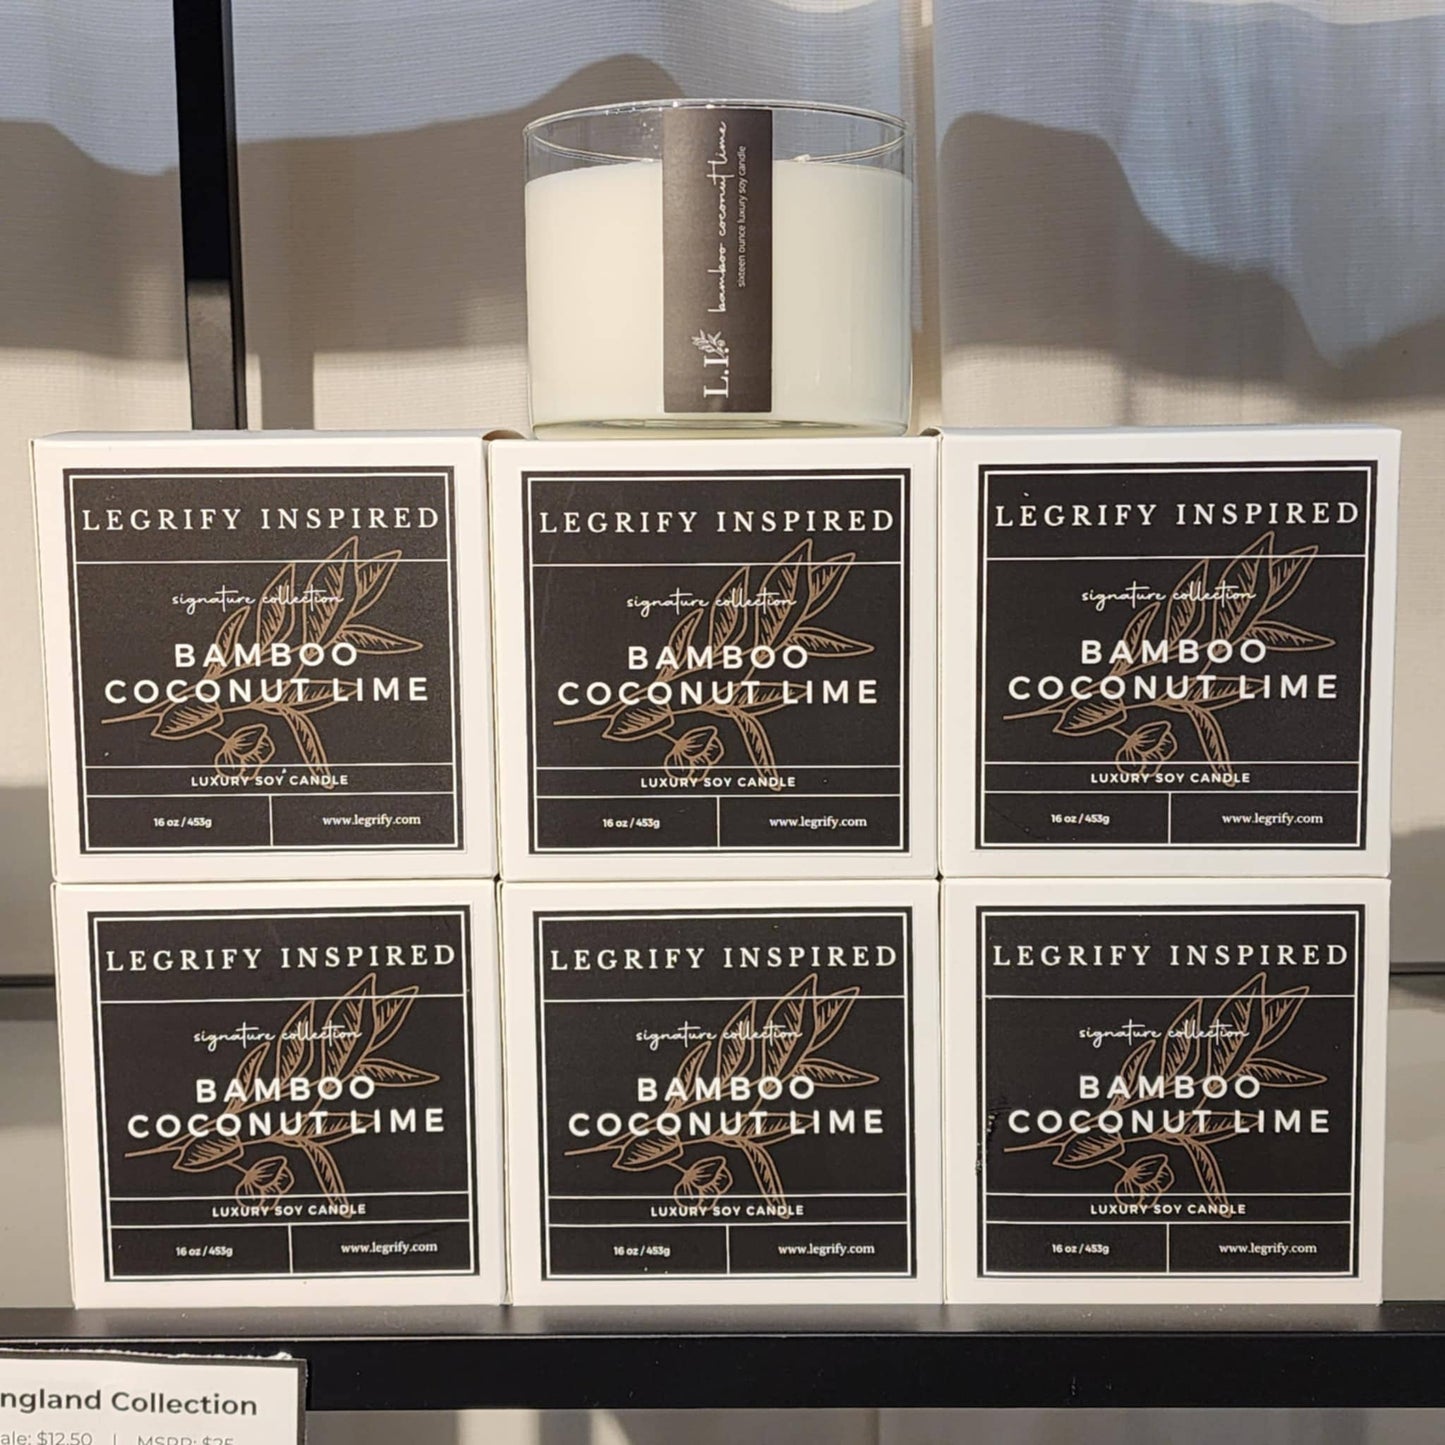 L.I.
bamboo coconut lime
sixteen ounce luxury soy candle
LEGRIFY INSPIRED
signature collection
BAMBOO
COCONUT LIME
LUXURY SOY CANDLE
16 oz / 453g
www.legrify.com
LEGRIFY INSPIRED
signature collection
BAMBOO
COCONUT LIME
LUXURY SOY CANDLE
16 oz / 453g
www.legrify.com
LEGRIFY INSPIRED
signature collection
BAMBOO
COCONUT LIME
LUXURY SOY CANDLE
16 oz / 453g
www.legrify.com
LEGRIFY INSPIRED
signature collection
BAMBOO
COCONUT LIME
LUXURY SOY CANDLE
16 oz / 453g
www.legrify.com
LEGRIFY INSPIRED
signature collection
BAMBOO
COCONUT LIME
LUXURY SOY CANDLE
16 oz / 453g
www.legrify.com
LEGRIFY INSPIRED
signature collection
BAMBOO
COCONUT LIME
LUXURY SOY CANDLE
16 oz / 453g
www.legrify.com
ngland Collection
ale: $12.50 | MSRP: $25